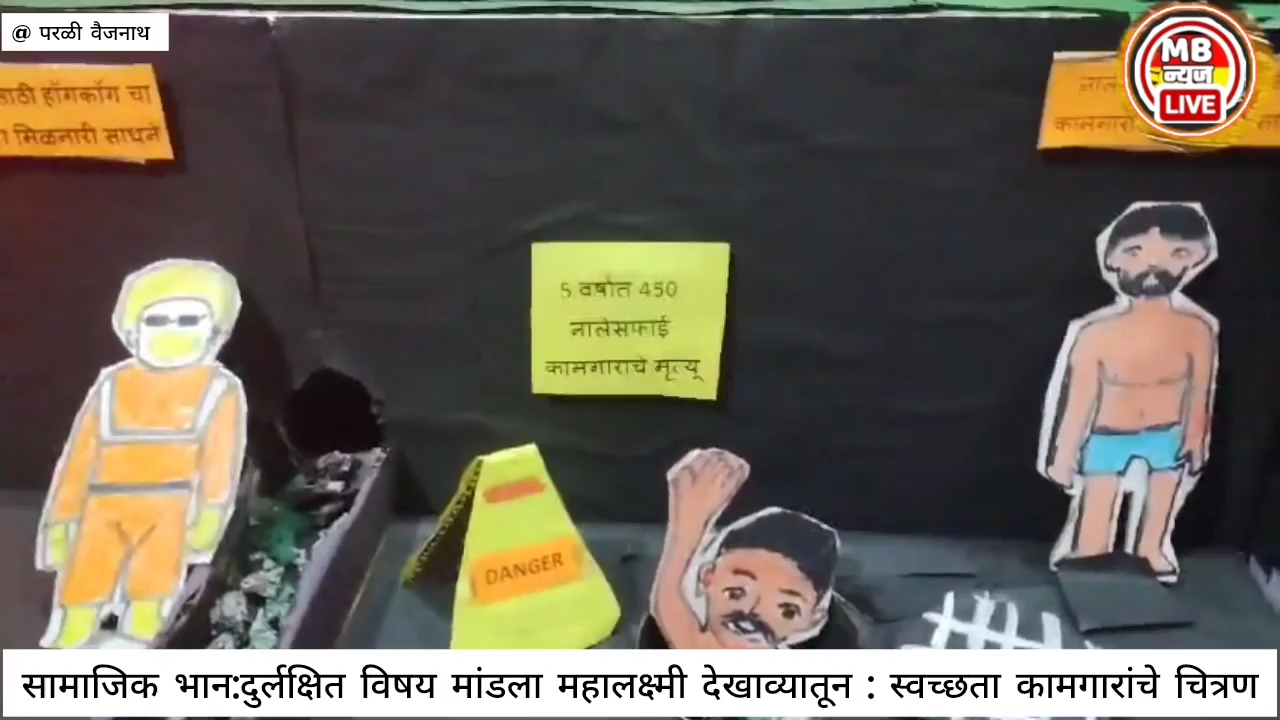 @ परळी वैजनाथ
MB
न्यूज
LIVE
हाँगकाँग चा
मिळनारी साधने
5 वर्षात 450
नालेसफाई
कामगाराचे मृत्यू
DANGER
सामाजिक भान:दुर्लक्षित विषय मांडला महालक्ष्मी देखाव्यातून : स्वच्छता कामगारांचे चित्रण